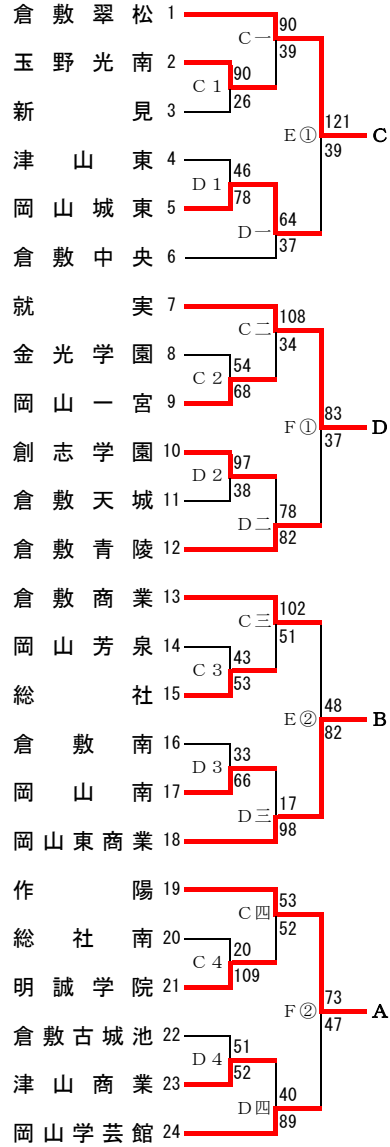 倉敷翠松 1
90
C一
39
玉野光南 2
90
C1
26
新見 3
121
E① C
39
津山東 4
46
D1
78
岡山城東 5
64
D一
37
倉敷中央 6
就実 7
108
C二
34
金光学園 8
54
C2
68
岡山一宮 9
83
F① D
37
創志学園 10
97
D2
38
倉敷天城 11
78
D二
82
倉敷青陵 12
倉敷商業 13
102
C三
51
岡山芳泉 14
43
C3
53
総社 15
48
E② B
82
倉敷南 16
33
D3
66
岡山南 17
17
D三
98
岡山東商業 18
作陽 19
53
C四
52
総社南 20
20
C4
109
明誠学院 21
73
F② A
47
倉敷古城池 22
51
D4
52
津山商業 23
40
D四
89
岡山学芸館 24